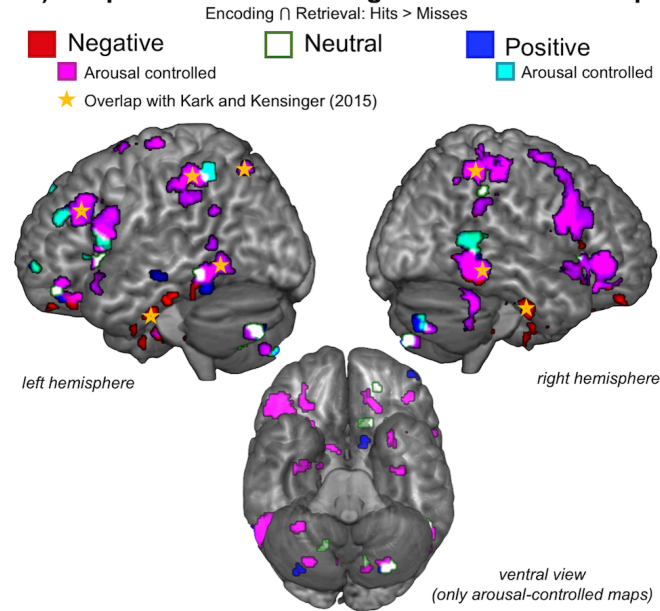 Encoding ∩ Retrieval: Hits > Misses
Negative
Neutral
Positive
Arousal controlled
Arousal controlled
Overlap with Kark and Kensinger (2015)
left hemisphere
right hemisphere
ventral view
(only arousal-controlled maps)